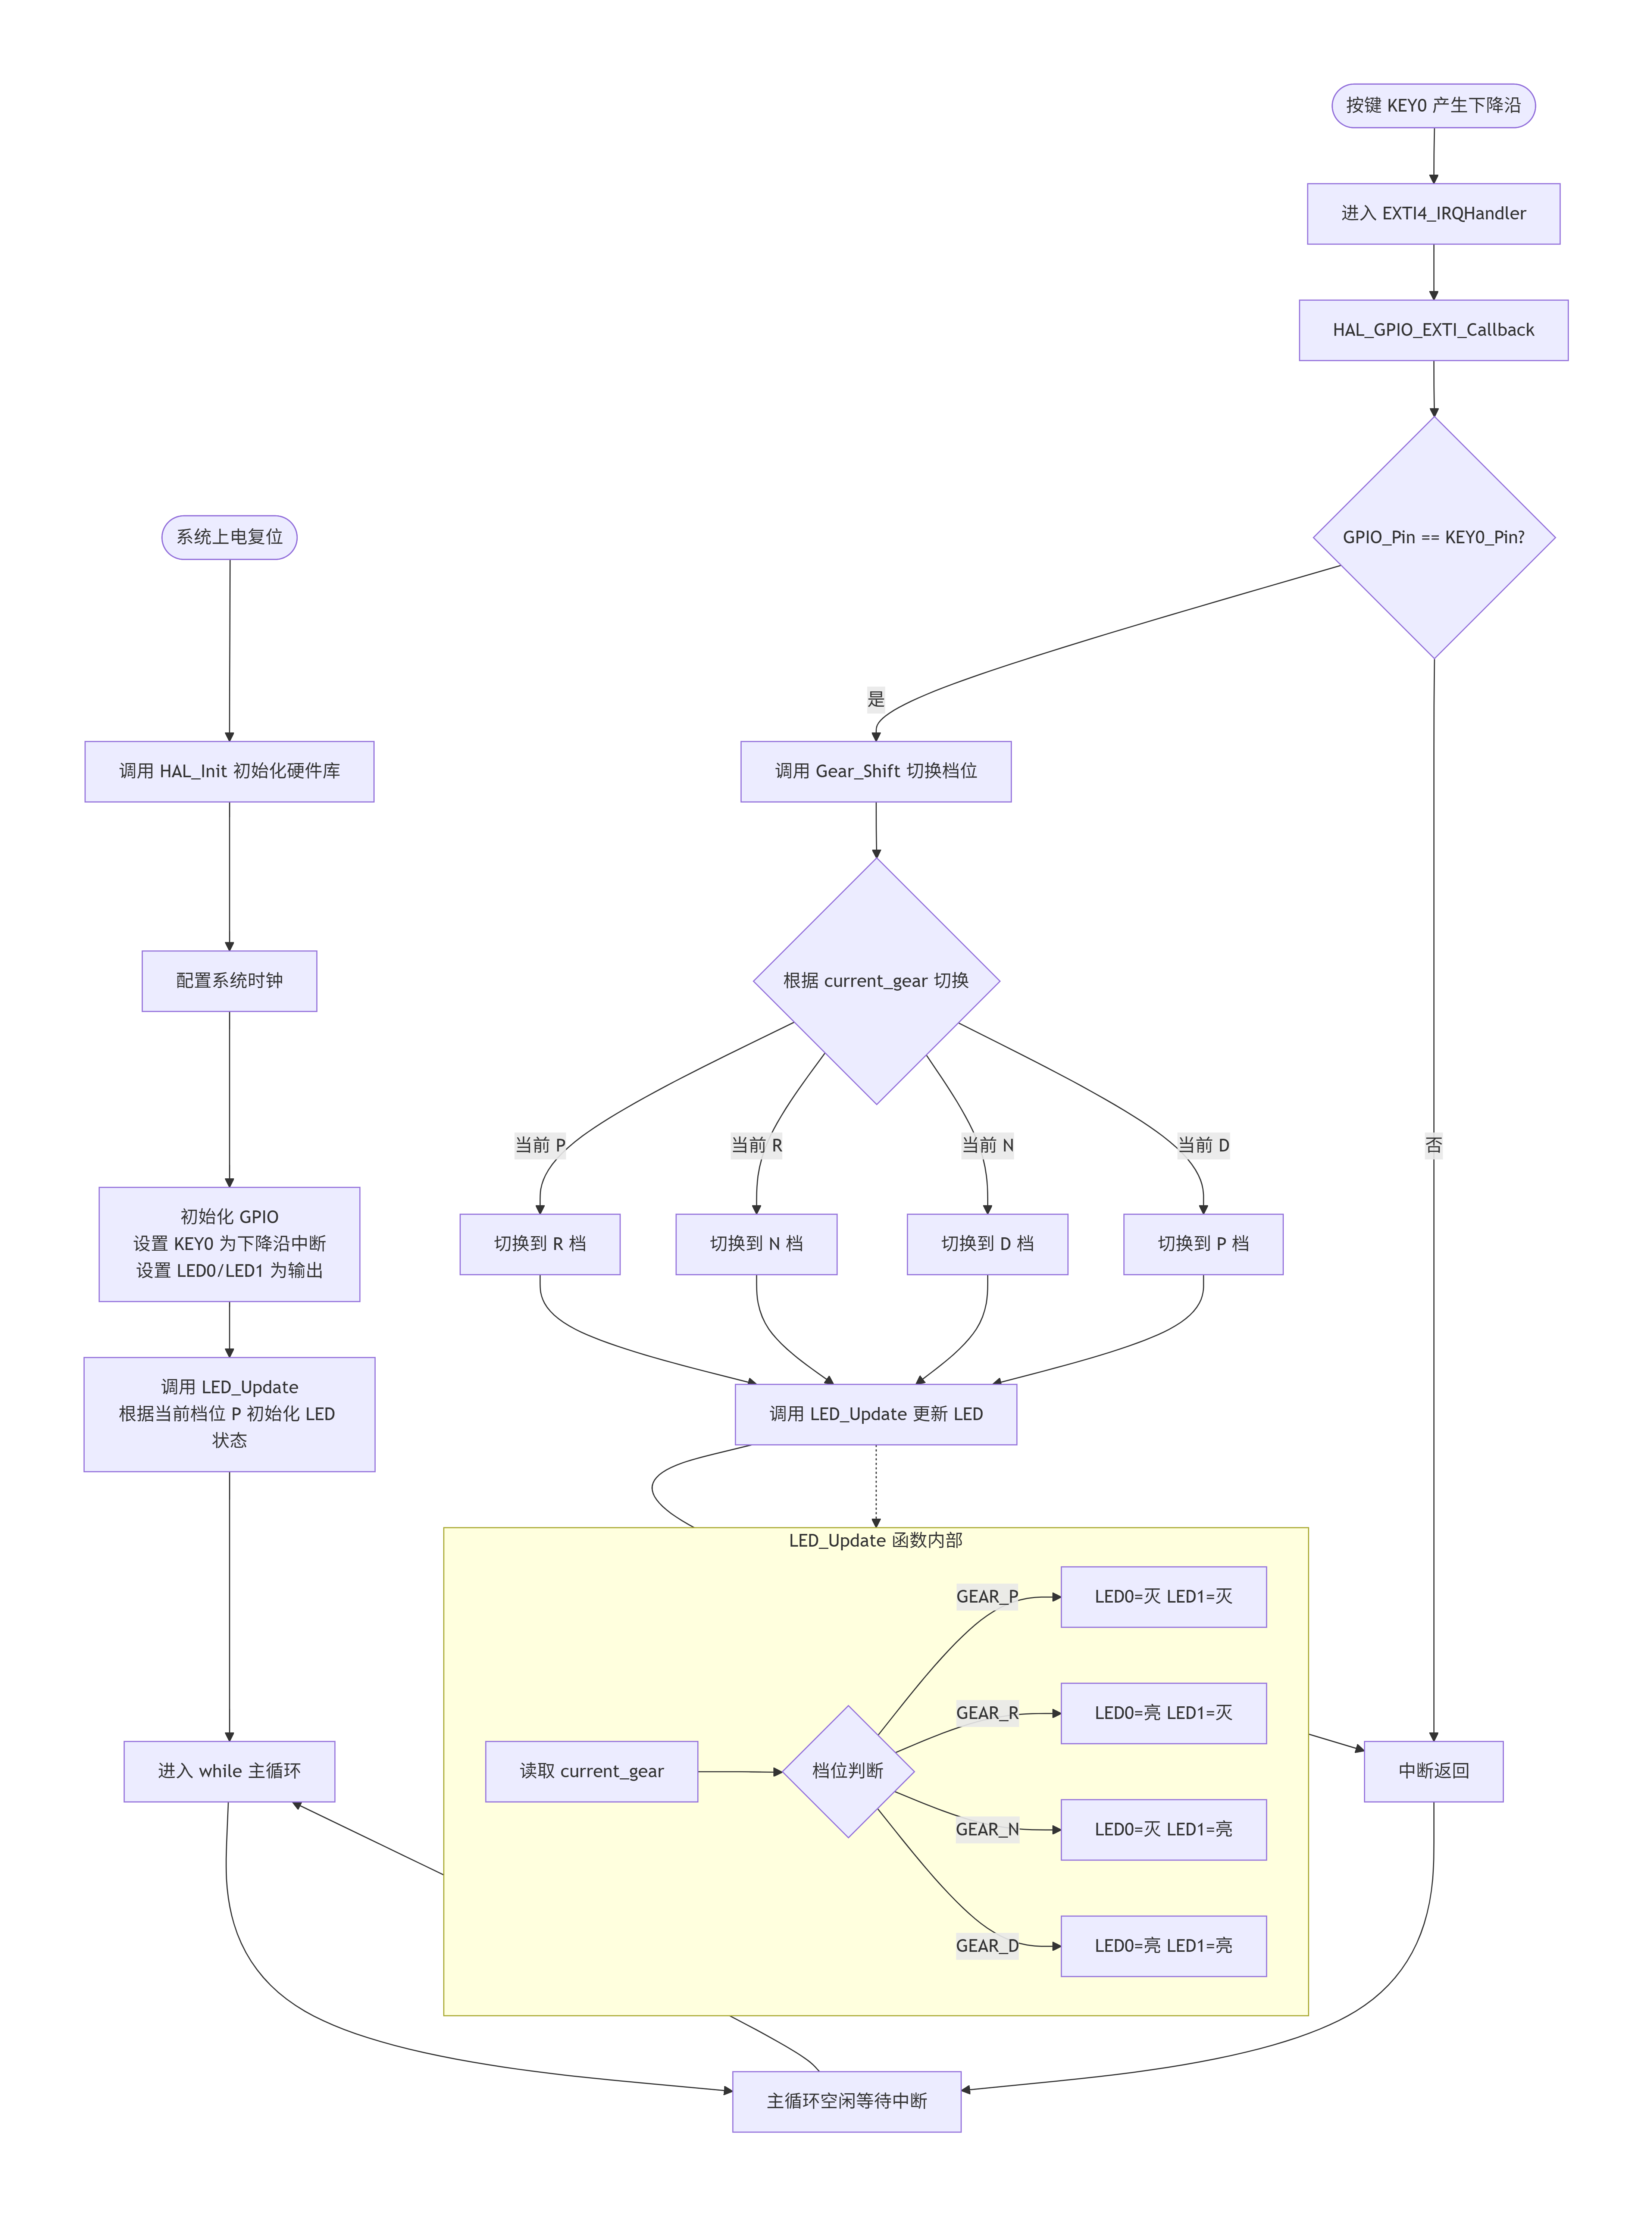 按键 KEY0 产生下降沿
进入 EXTI4_IRQHandler
HAL_GPIO_EXTI_Callback
GPIO_Pin == KEY0_Pin?
系统上电复位
是
调用 HAL_Init 初始化硬件库
调用 Gear_Shift 切换档位
配置系统时钟
根据 current_gear 切换
当前 P
当前 R
当前 N
当前 D
否
初始化 GPIO
设置 KEY0 为下降沿中断
设置 LED0/LED1 为输出
切换到 R 档
切换到 N 档
切换到 D 档
切换到 P 档
调用 LED_Update
根据当前档位 P 初始化 LED
状态
调用 LED_Update 更新 LED
LED_Update 函数内部
GEAR_P
LED0=灭 LED1=灭
GEAR_R
LED0=亮 LED1=灭
进入 while 主循环
读取 current_gear
档位判断
中断返回
GEAR_N
LED0=灭 LED1=亮
GEAR_D
LED0=亮 LED1=亮
主循环空闲等待中断